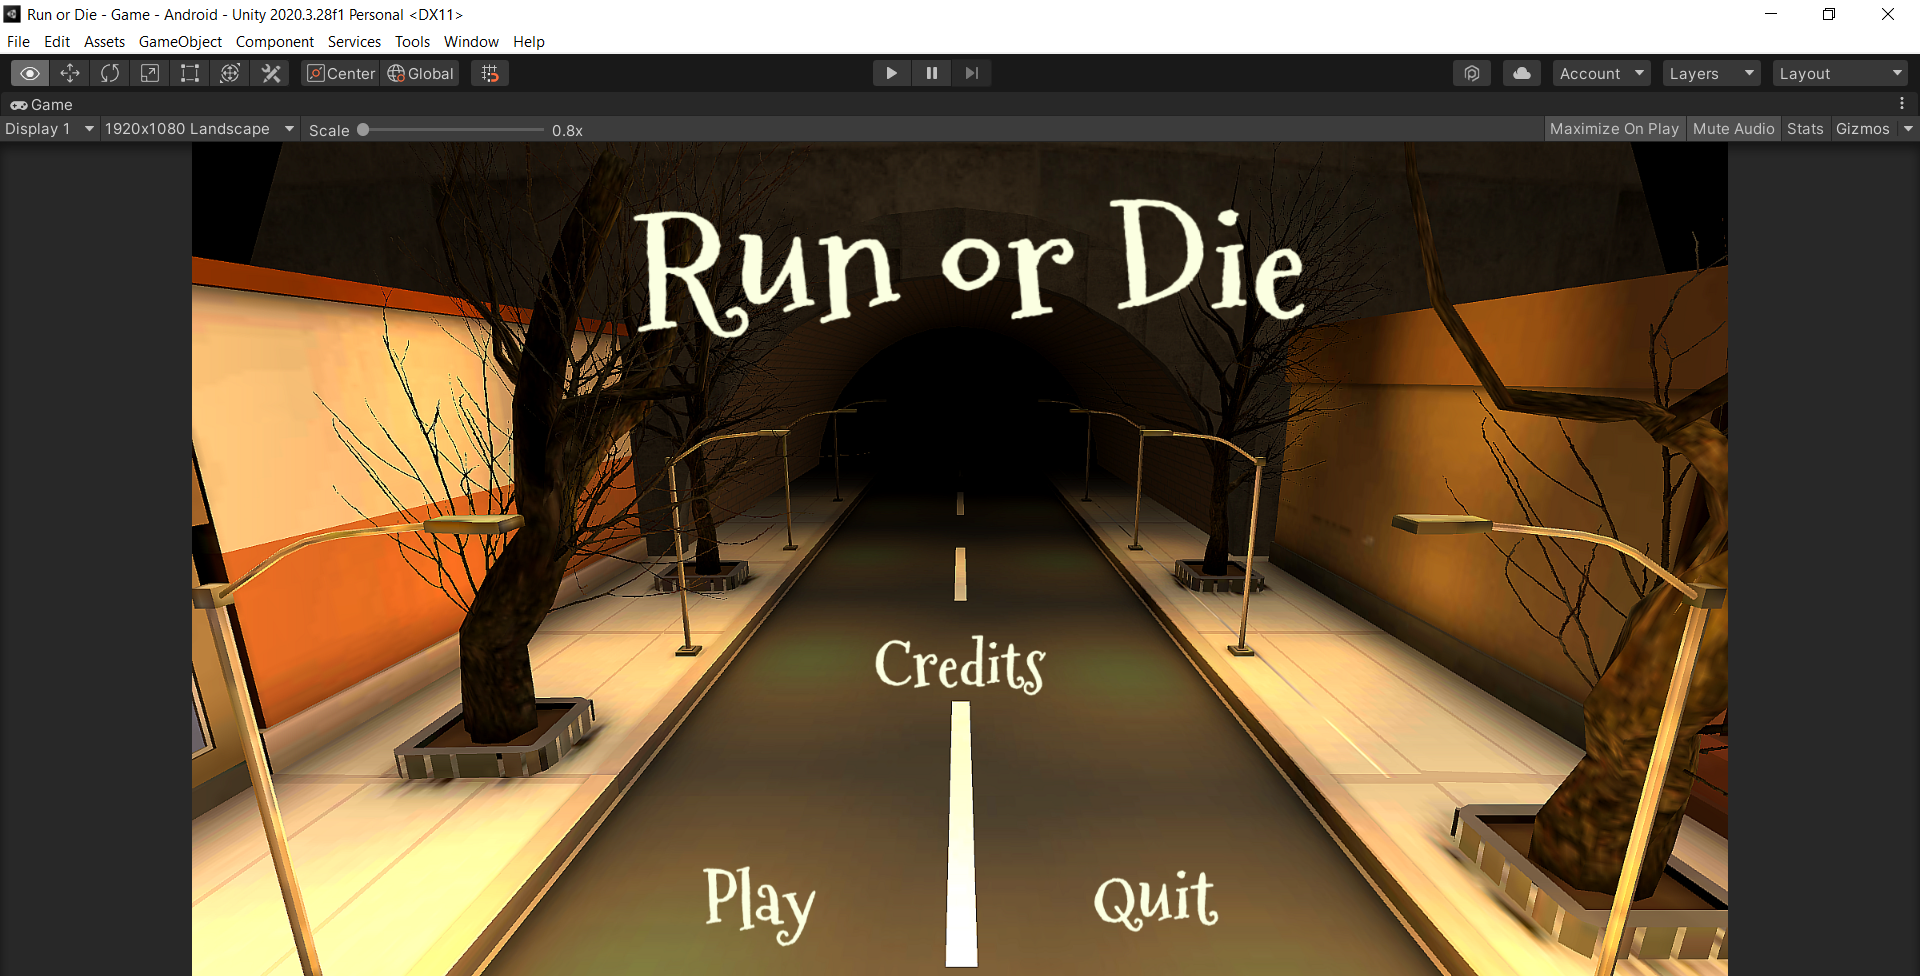 Run or Die - Game - Android - Unity 2020.3.28f1 Personal <DX11>
File Edit Assets GameObject Component Services Tools Window Help
Center Global Account Layers Layout
Game
Display 1 1920x1080 Landscape Scale 0.8x Maximize On Play Mute Audio Stats Gizmos
Run or Die
Credits
Play Quit